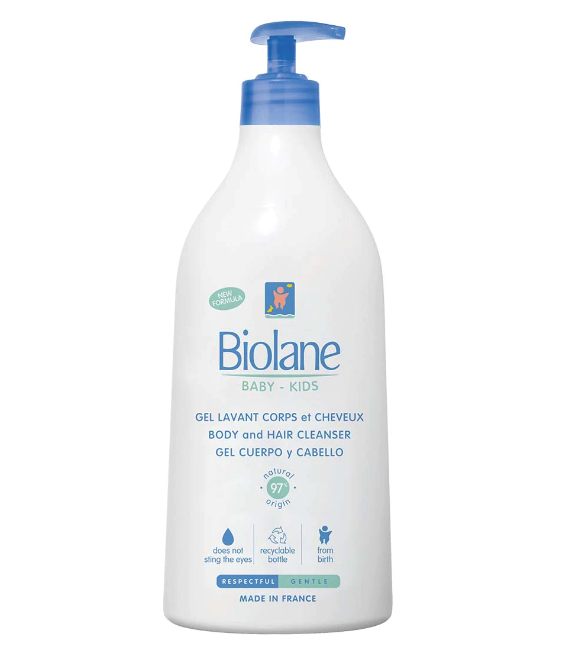 NEW
FORMULA
Biolane
BABY - KIDS
GEL LAVANT CORPS et CHEVEUX
BODY and HAIR CLEANSER
GEL CUERPO y CABELLO
natural
97%
origin
does not
sting the eyes
recyclable
bottle
from
birth
RESPECTFUL GENTLE
MADE IN FRANCE